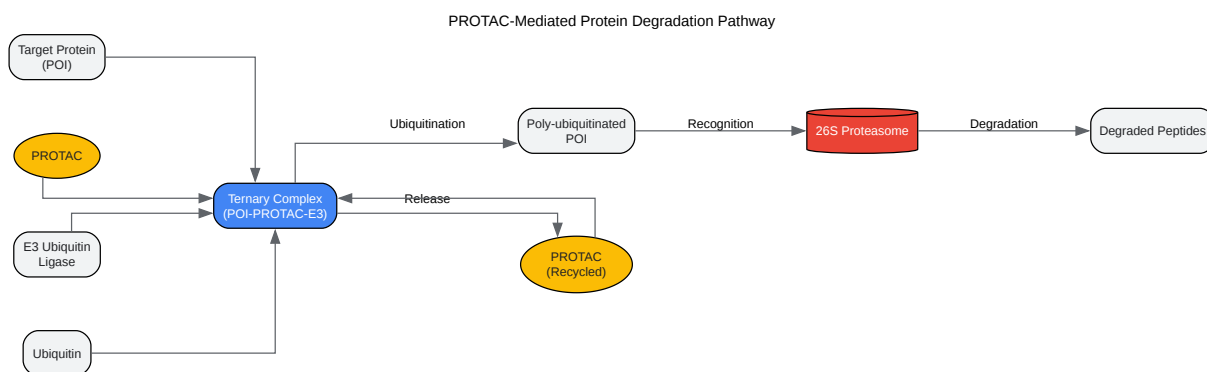 PROTAC-Mediated Protein Degradation Pathway
Target Protein
(POI)
PROTAC
E3 Ubiquitin
Ligase
Ubiquitin
Ternary Complex
(POI-PROTAC-E3)
Ubiquitination
Release
Poly-ubiquitinated
POI
PROTAC
(Recycled)
Recognition
26S Proteasome
Degradation
Degraded Peptides